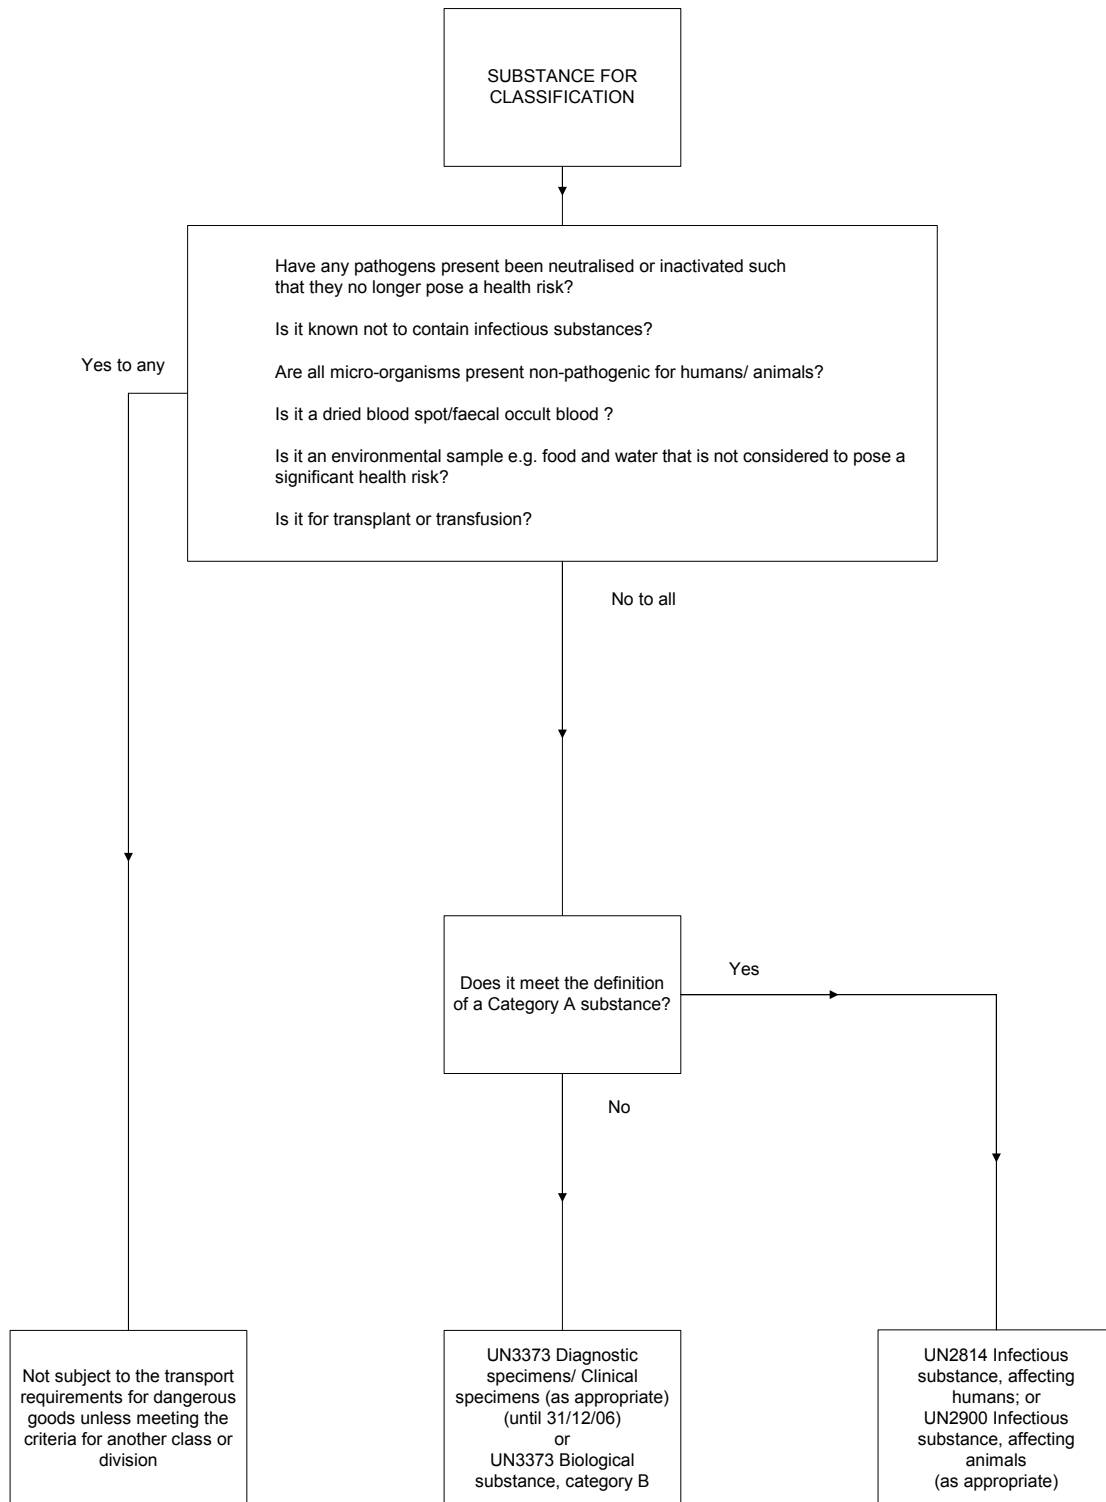 SUBSTANCE FOR
CLASSIFICATION
Have any pathogens present been neutralised or inactivated such
that they no longer pose a health risk?
Is it known not to contain infectious substances?
Are all micro-organisms present non-pathogenic for humans/ animals?
Is it a dried blood spot/faecal occult blood ?
Is it an environmental sample e.g. food and water that is not considered to pose a
significant health risk?
Is it for transplant or transfusion?
Yes to any
No to all
Does it meet the definition
of a Category A substance?
Yes
No
Not subject to the transport
requirements for dangerous
goods unless meeting the
criteria for another class or
division
UN3373 Diagnostic
specimens/ Clinical
specimens (as appropriate)
(until 31/12/06)
or
UN3373 Biological
substance, category B
UN2814 Infectious
substance, affecting
humans; or
UN2900 Infectious
substance, affecting
animals
(as appropriate)